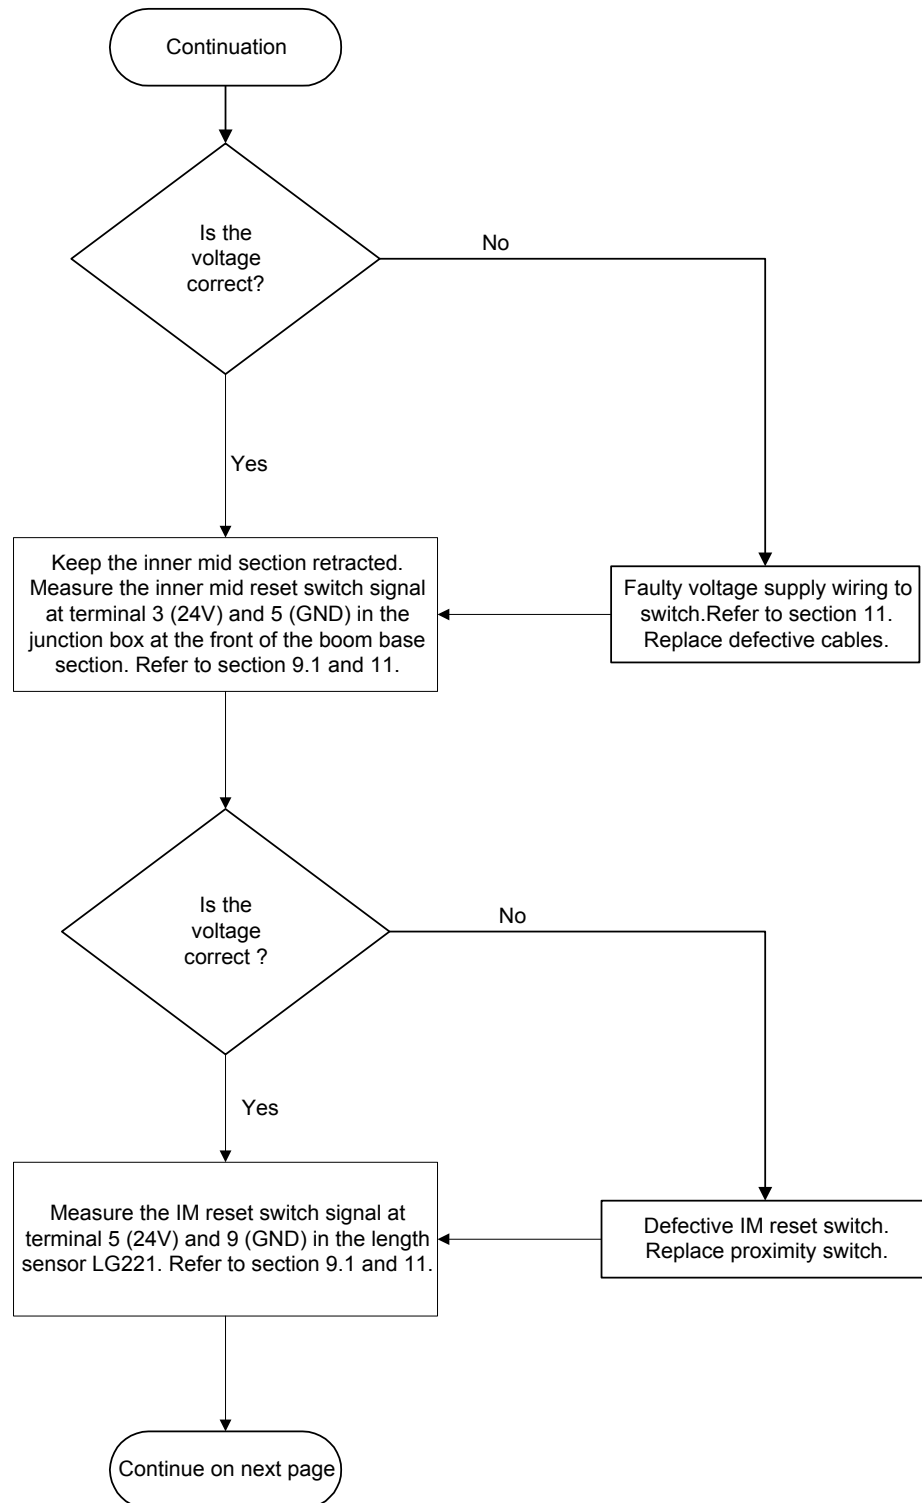 Continuation
Is the
voltage
correct?
No
Yes
Keep the inner mid section retracted.
Measure the inner mid reset switch signal
at terminal 3 (24V) and 5 (GND) in the
junction box at the front of the boom base
section. Refer to section 9.1 and 11.
Faulty voltage supply wiring to
switch.Refer to section 11.
Replace defective cables.
Is the
voltage
correct ?
No
Yes
Measure the IM reset switch signal at
terminal 5 (24V) and 9 (GND) in the length
sensor LG221. Refer to section 9.1 and 11.
Defective IM reset switch.
Replace proximity switch.
Continue on next page